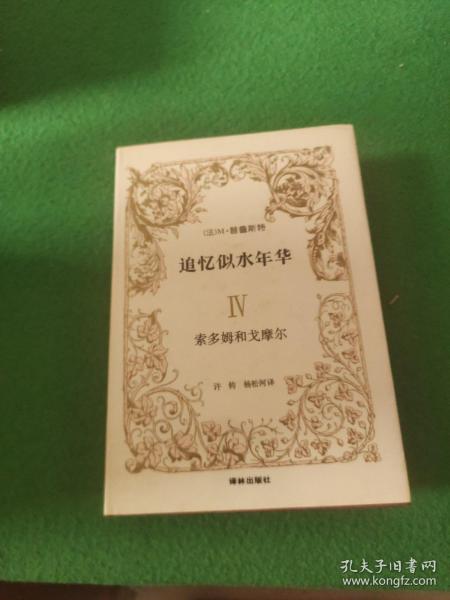 (法)M·普鲁斯特
追忆似水年华
IV
索多姆和戈摩尔
许钧 杨松河译
译林出版社
孔夫子旧书网
www.kongfz.com